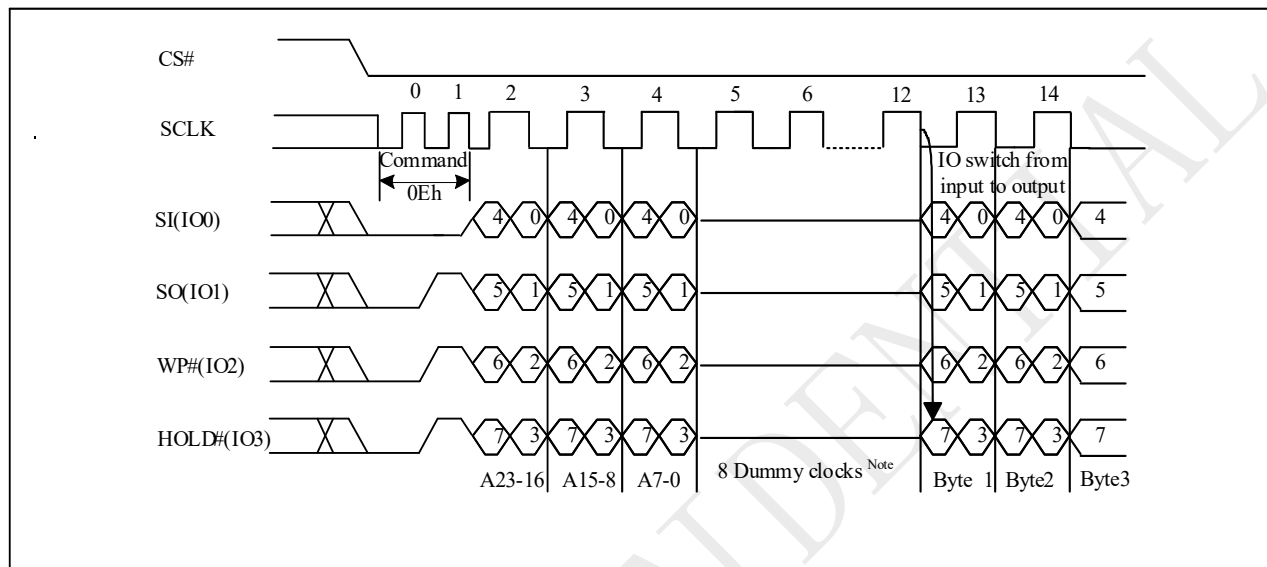 CS#
0 1 2 3 4 5 6 12 13 14
SCLK
Command
0Eh
IO switch from
input to output
SI(IO0) 4 0 4 0 4 0 4 0 4 0 4
SO(IO1) 5 1 5 1 5 1 5 1 5 1 5
WP#(IO2) 6 2 6 2 6 2 6 2 6 2 6
HOLD#(IO3) 7 3 7 3 7 3 7 3 7 3 7
A23-16 A15-8 A7-0 8 Dummy clocks Note Byte 1 Byte2 Byte3